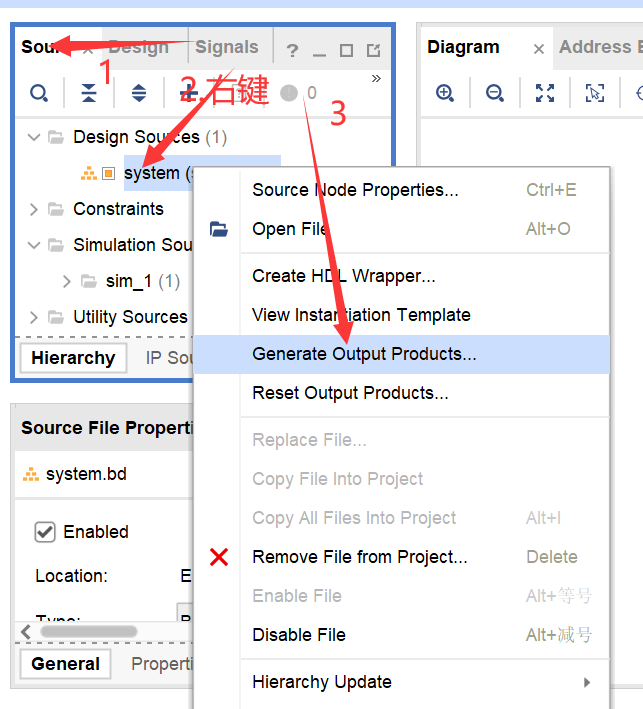 Sour
Design
Signals
?
Diagram
Address E
1
2.右键
0
3
»
Design Sources (1)
system (s
Constraints
Simulation Sou
sim_1 (1)
Utility Sources
Hierarchy
IP Sou
Source Node Properties...
Ctrl+E
Open File
Alt+O
Create HDL Wrapper...
View Instantiation Template
Generate Output Products...
Reset Output Products...
Replace File...
Copy File Into Project
Copy All Files Into Project
Alt+I
Remove File from Project...
Delete
Enable File
Alt+等号
Disable File
Alt+减号
Hierarchy Update
Source File Properti
system.bd
Enabled
Location:
E
Type:
General
Properti